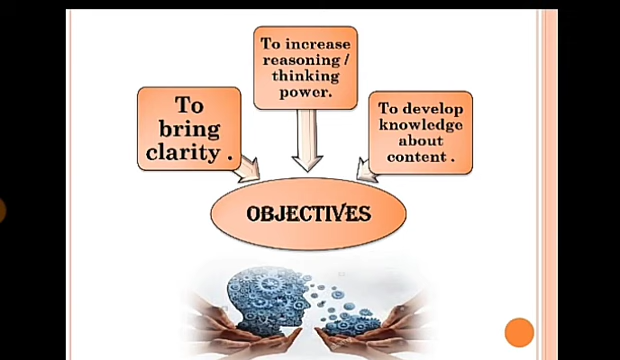 To
bring
clarity .
To increase
reasoning /
thinking
power.
To develop
knowledge
about
content .
OBJECTIVES